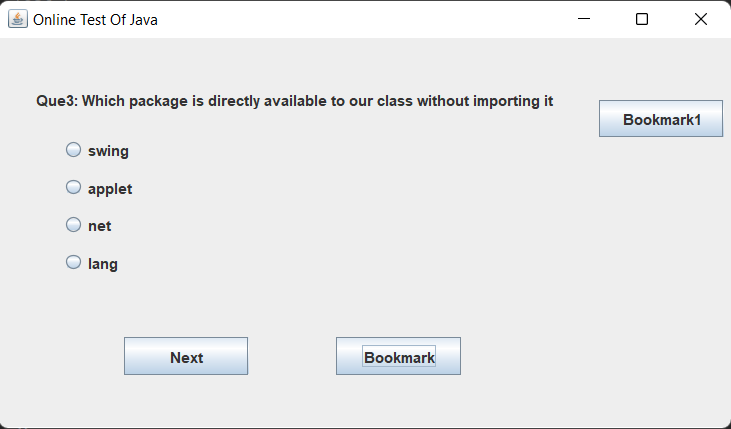 Online Test Of Java
Que3: Which package is directly available to our class without importing it
Bookmark1
swing
applet
net
lang
Next
Bookmark